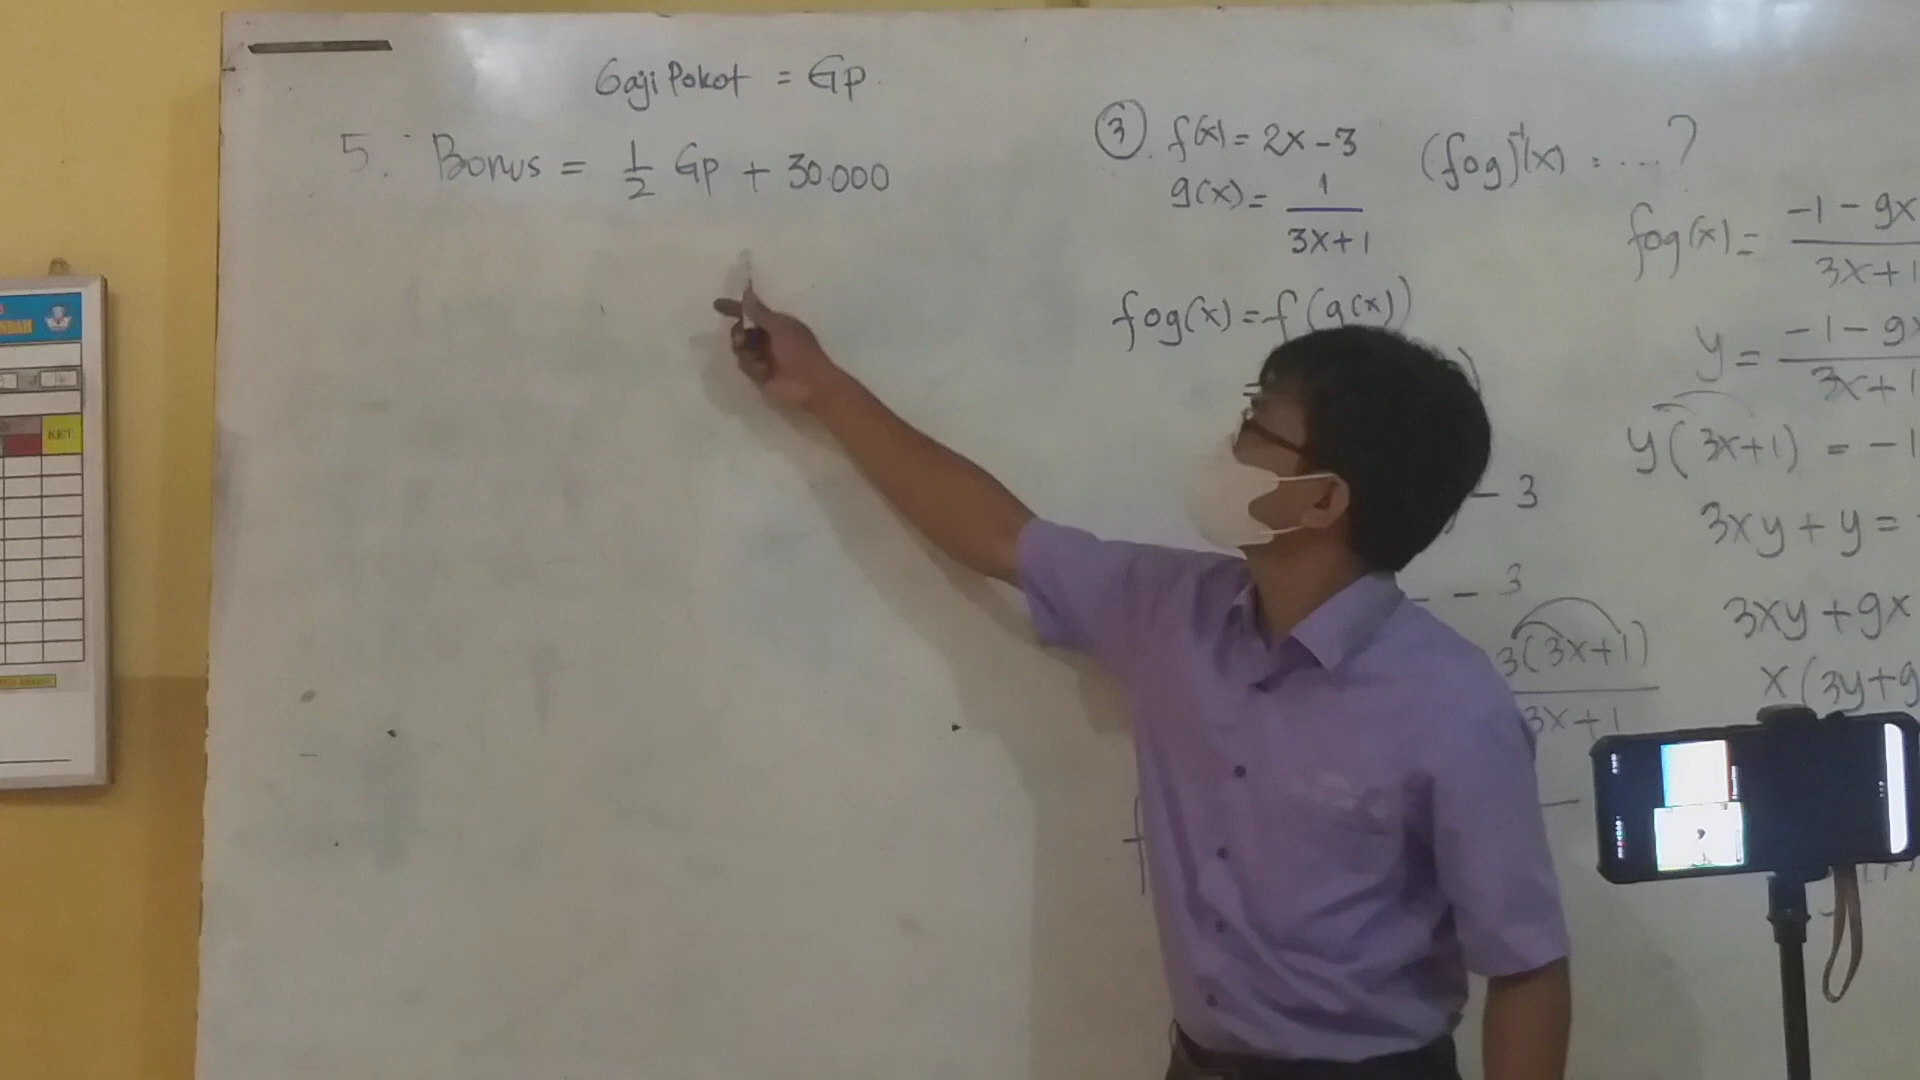 Gaji Pokok = Gp.
5. Bonus = 1/2 Gp + 30.000
3. f(x) = 2x - 3
g(x) = 1/(3x+1)
(fog)⁻¹(x) = ....?
fog(x) = f(g(x))
=
- 3
- 3
3(3x+1)
3x+1
fog(x) = -1 - 9x
3x+1
y = -1 - 9x
3x+1
y(3x+1) = -1
3xy + y =
3xy + 9x
x(3y+9
KET